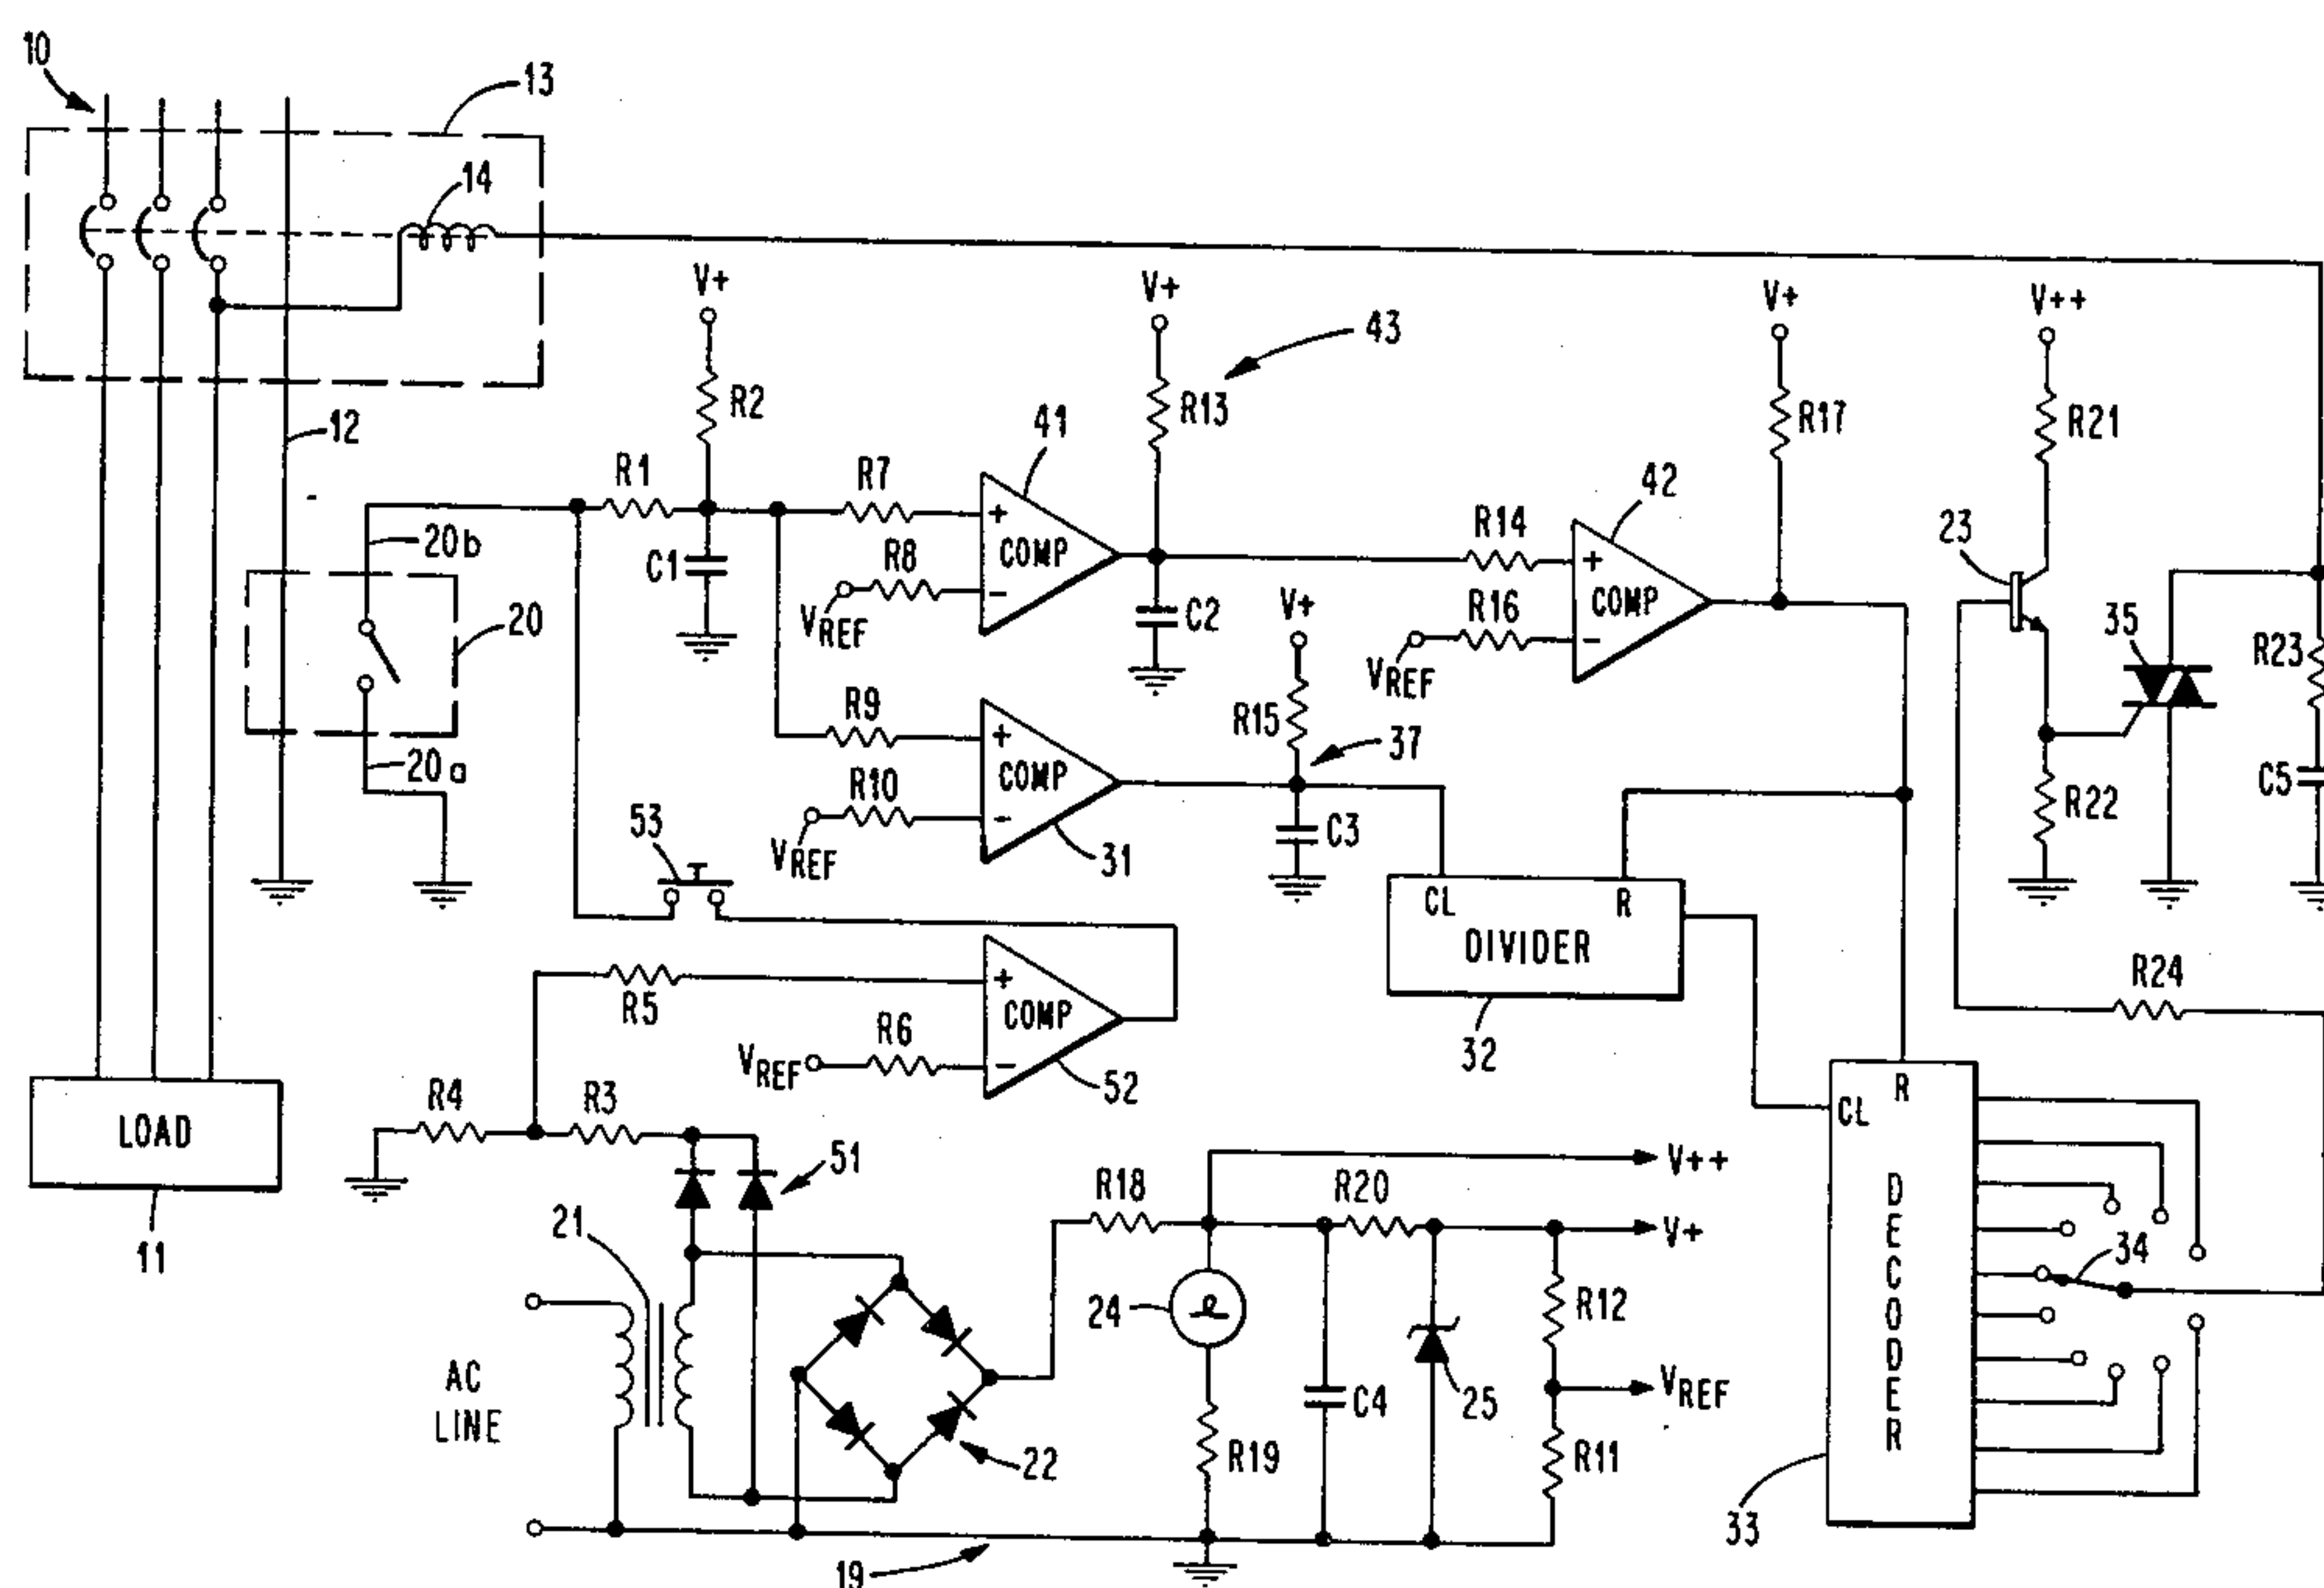 10
13
14
V+
V+
43
V+
V++
R2
R13
R17
R21
12
41
R1
R7
42
20b
C1
R8
COMP
+
-
VREF
C2
R14
R16
COMP
+
-
VREF
23
35
R23
20
V+
R9
R15
37
20a
R10
COMP
+
-
VREF
31
C3
R22
C5
53
CL
R
DIVIDER
32
R24
R5
COMP
+
-
R6
VREF
52
R
CL
DECODER
33
34
LOAD
11
R4
R3
51
21
R18
V++
R20
V+
24
R12
AC
LINE
C4
25
VREF
22
R19
R11
19